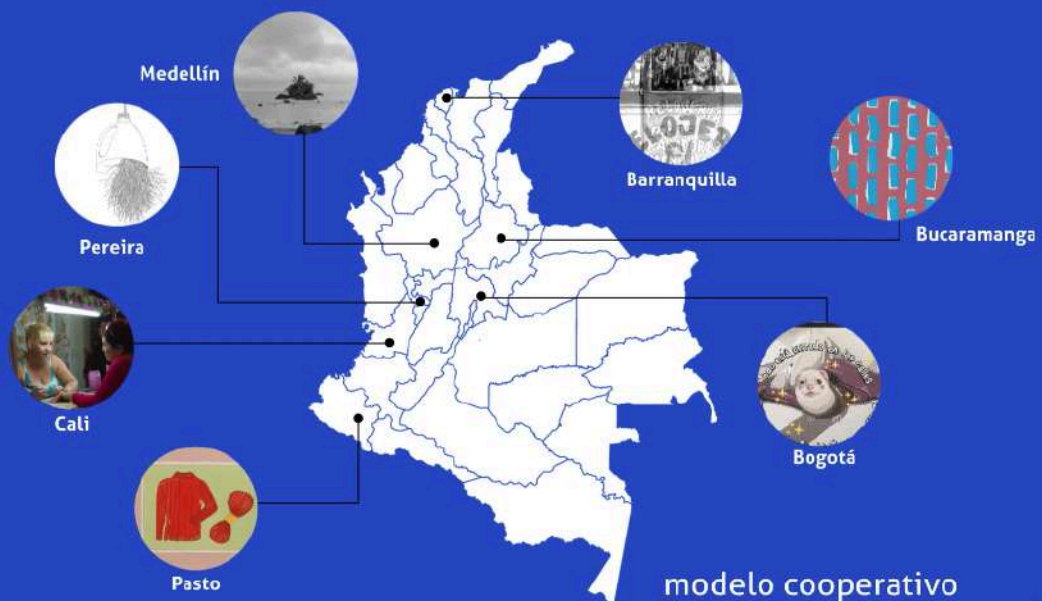 Medellín
Barranquilla
Pereira
Bucaramanga
Cali
Bogotá
Pasto
modelo cooperativo